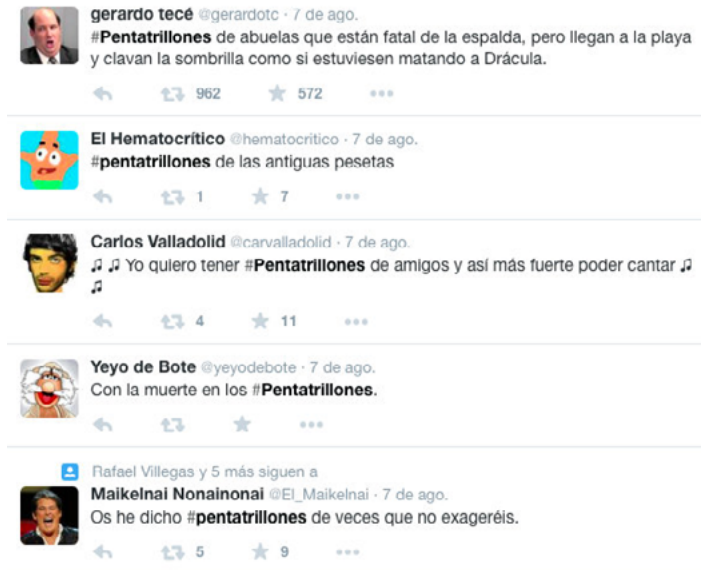 gerardo tecé @gerardotc · 7 de ago.
#Pentatrillones de abuelas que están fatal de la espalda, pero llegan a la playa
y clavan la sombrilla como si estuviesen matando a Drácula.
962 572
El Hematocrítico @hematocritico · 7 de ago.
#pentatrillones de las antiguas pesetas
1 7
Carlos Valladolid @carvalladolid · 7 de ago.
♫ ♫ Yo quiero tener #Pentatrillones de amigos y así más fuerte poder cantar ♫
♫
4 11
Yeyo de Bote @yeyodebote · 7 de ago.
Con la muerte en los #Pentatrillones.
Rafael Villegas y 5 más siguen a
Maikelnai Nonainonai @El_Maikelnai · 7 de ago.
Os he dicho #pentatrillones de veces que no exageréis.
5 9